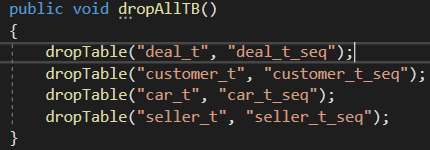 public void dropAllTB()
{
    dropTable("deal_t", "deal_t_seq");
    dropTable("customer_t", "customer_t_seq");
    dropTable("car_t", "car_t_seq");
    dropTable("seller_t", "seller_t_seq");
}